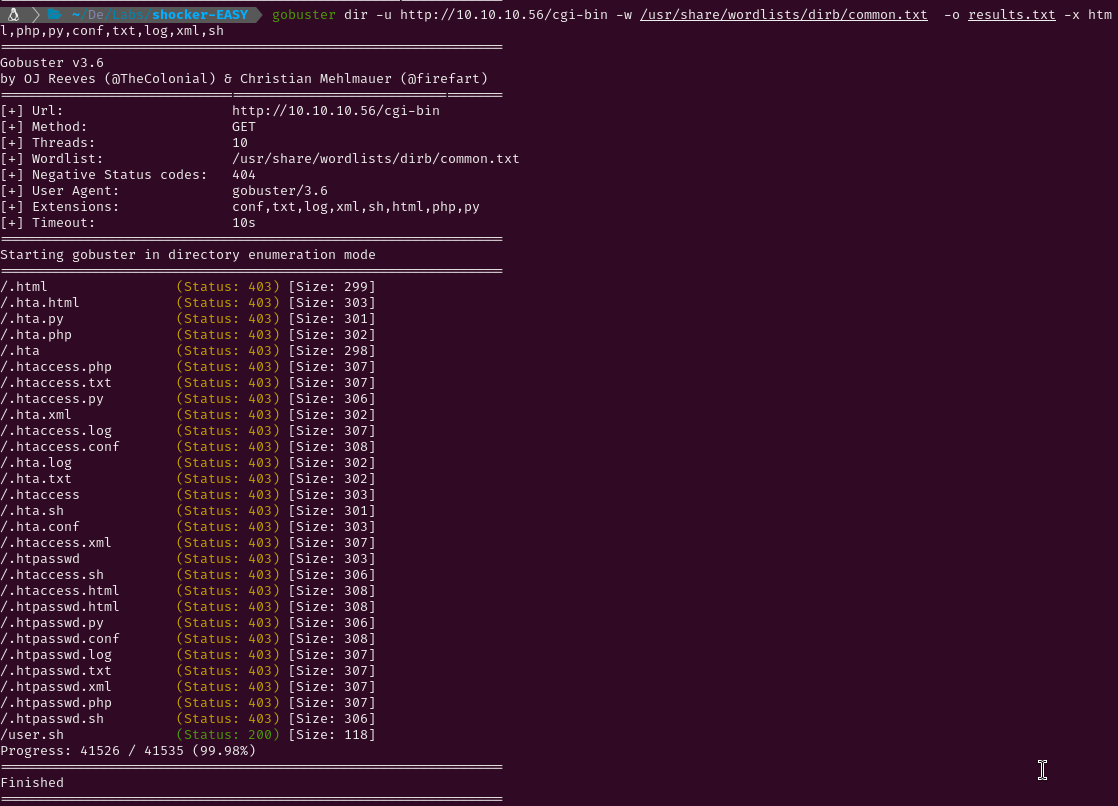 ~ De/Labs/shocker-EASY gobuster dir -u http://10.10.10.56/cgi-bin -w /usr/share/wordlists/dirb/common.txt  -o results.txt -x htm
l,php,py,conf,txt,log,xml,sh
===============================================================
Gobuster v3.6
by OJ Reeves (@TheColonial) & Christian Mehlmauer (@firefart)
===============================================================
[+] Url:                     http://10.10.10.56/cgi-bin
[+] Method:                  GET
[+] Threads:                 10
[+] Wordlist:                /usr/share/wordlists/dirb/common.txt
[+] Negative Status codes:   404
[+] User Agent:              gobuster/3.6
[+] Extensions:              conf,txt,log,xml,sh,html,php,py
[+] Timeout:                 10s
===============================================================
Starting gobuster in directory enumeration mode
===============================================================
/.html                (Status: 403) [Size: 299]
/.hta.html            (Status: 403) [Size: 303]
/.hta.py              (Status: 403) [Size: 301]
/.hta.php             (Status: 403) [Size: 302]
/.hta                 (Status: 403) [Size: 298]
/.htaccess.php        (Status: 403) [Size: 307]
/.htaccess.txt        (Status: 403) [Size: 307]
/.htaccess.py         (Status: 403) [Size: 306]
/.hta.xml             (Status: 403) [Size: 302]
/.htaccess.log        (Status: 403) [Size: 307]
/.htaccess.conf       (Status: 403) [Size: 308]
/.hta.log             (Status: 403) [Size: 302]
/.hta.txt             (Status: 403) [Size: 302]
/.htaccess            (Status: 403) [Size: 303]
/.hta.sh              (Status: 403) [Size: 301]
/.hta.conf            (Status: 403) [Size: 303]
/.htaccess.xml        (Status: 403) [Size: 307]
/.htpasswd            (Status: 403) [Size: 303]
/.htaccess.sh         (Status: 403) [Size: 306]
/.htaccess.html       (Status: 403) [Size: 308]
/.htpasswd.html       (Status: 403) [Size: 308]
/.htpasswd.py         (Status: 403) [Size: 306]
/.htpasswd.conf       (Status: 403) [Size: 308]
/.htpasswd.log        (Status: 403) [Size: 307]
/.htpasswd.txt        (Status: 403) [Size: 307]
/.htpasswd.xml        (Status: 403) [Size: 307]
/.htpasswd.php        (Status: 403) [Size: 307]
/.htpasswd.sh         (Status: 403) [Size: 306]
/user.sh              (Status: 200) [Size: 118]
Progress: 41526 / 41535 (99.98%)
===============================================================
Finished
===============================================================